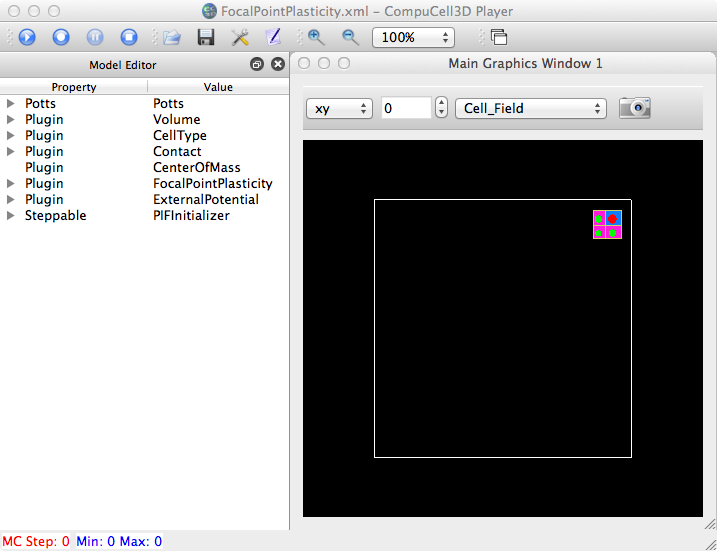 FocalPointPlasticity.xml – CompuCell3D Player
100%
Model Editor
Main Graphics Window 1
Property Value
Potts Potts
Plugin Volume
Plugin CellType
Plugin Contact
Plugin CenterOfMass
Plugin FocalPointPlasticity
Plugin ExternalPotential
Steppable PIFInitializer
xy 0 Cell_Field
MC Step: 0 Min: 0 Max: 0